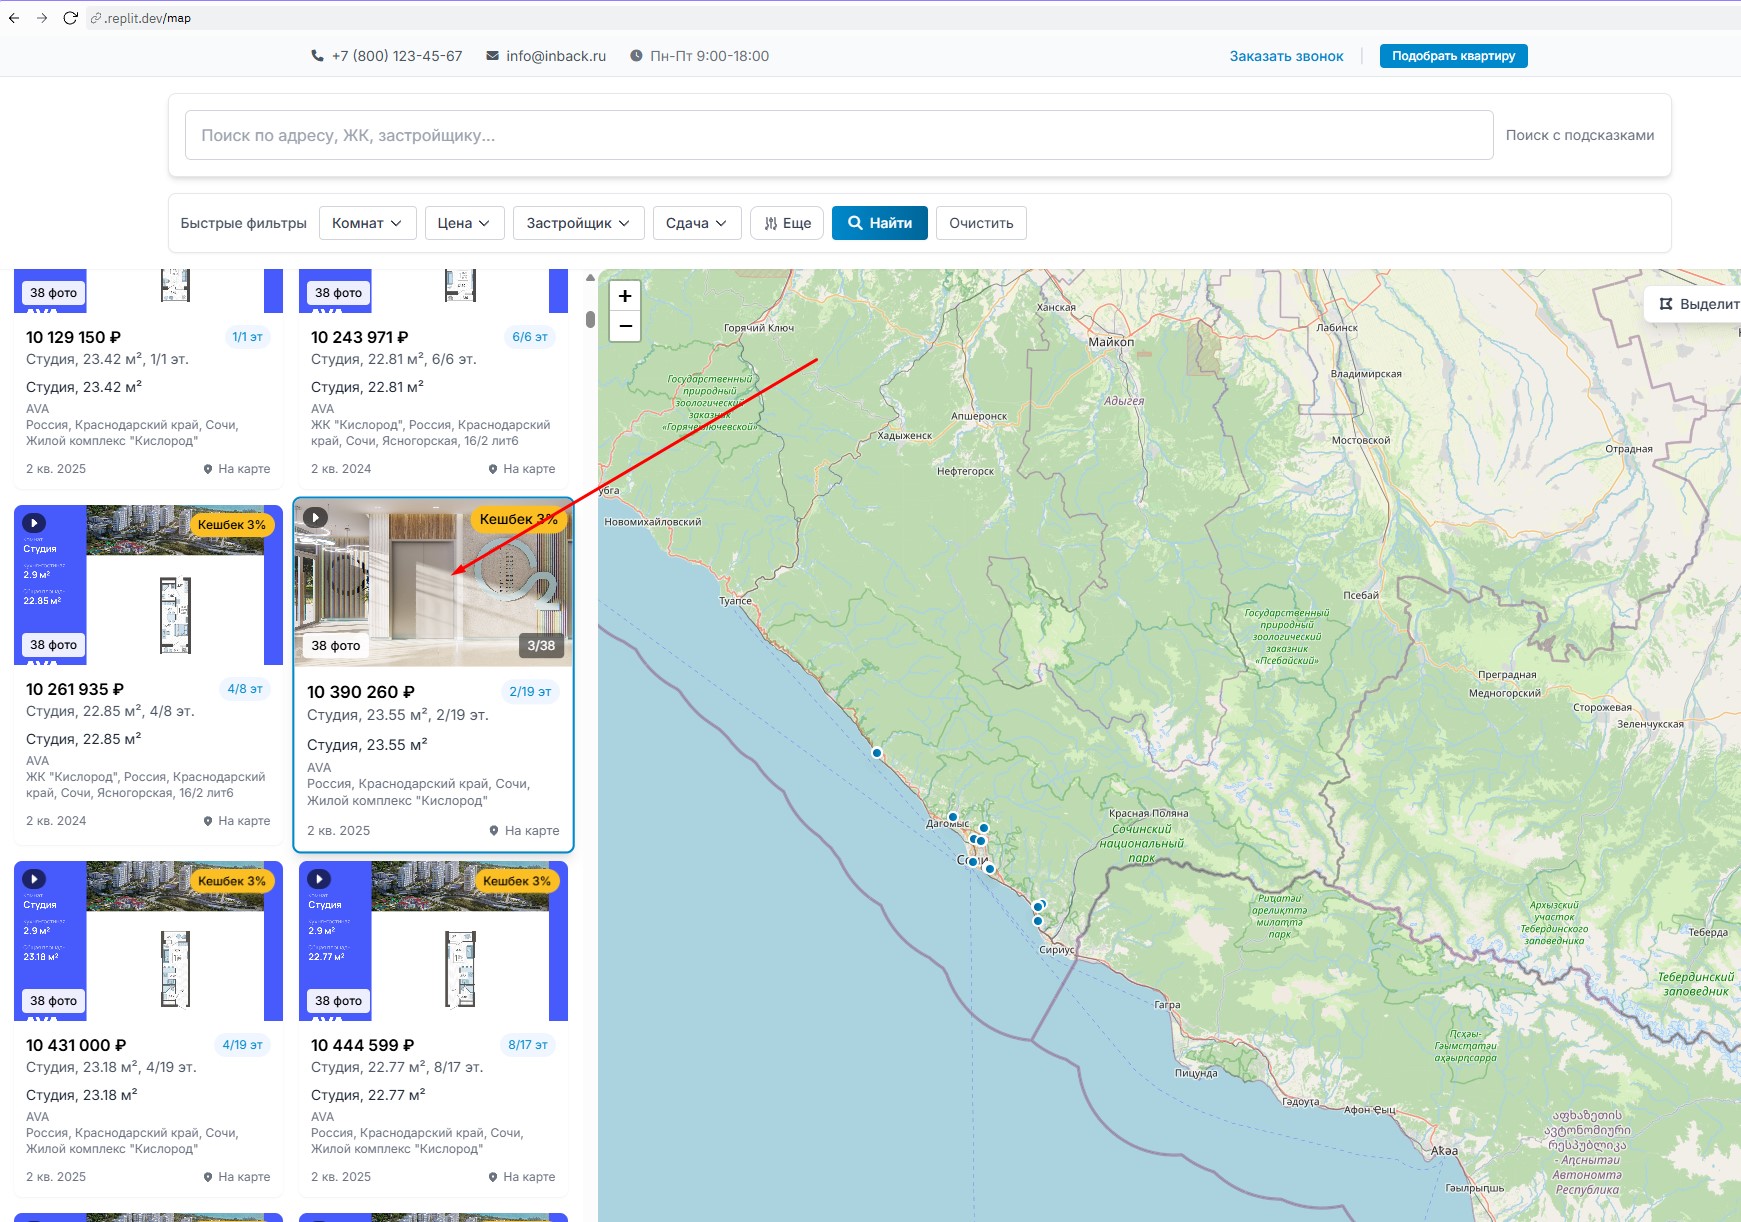 .replit.dev/map
+7 (800) 123-45-67
info@inback.ru
Пн-Пт 9:00-18:00
Заказать звонок
Подобрать квартиру
Поиск по адресу, ЖК, застройщику...
Поиск с подсказками
Быстрые фильтры
Комнат
Цена
Застройщик
Сдача
Еще
Найти
Очистить
38 фото
10 129 150 ₽
1/1 эт
Студия, 23.42 м², 1/1 эт.
Студия, 23.42 м²
AVA
Россия, Краснодарский край, Сочи,
Жилой комплекс "Кислород"
2 кв. 2025
На карте
38 фото
10 243 971 ₽
6/6 эт
Студия, 22.81 м², 6/6 эт.
Студия, 22.81 м²
AVA
ЖК "Кислород", Россия, Краснодарский
край, Сочи, Ясногорская, 16/2 лит6
2 кв. 2024
На карте
Кешбек 3%
Студия
2.9 м²
22.85 м²
38 фото
AVA
10 261 935 ₽
4/8 эт
Студия, 22.85 м², 4/8 эт.
Студия, 22.85 м²
AVA
ЖК "Кислород", Россия, Краснодарский
край, Сочи, Ясногорская, 16/2 лит6
2 кв. 2024
На карте
Кешбек 3%
O2
38 фото
3/38
10 390 260 ₽
2/19 эт
Студия, 23.55 м², 2/19 эт.
Студия, 23.55 м²
AVA
Россия, Краснодарский край, Сочи,
Жилой комплекс "Кислород"
2 кв. 2025
На карте
Кешбек 3%
Студия
2.9 м²
23.18 м²
38 фото
AVA
10 431 000 ₽
4/19 эт
Студия, 23.18 м², 4/19 эт.
Студия, 23.18 м²
AVA
Россия, Краснодарский край, Сочи,
Жилой комплекс "Кислород"
2 кв. 2025
На карте
Кешбек 3%
Студия
2.9 м²
22.77 м²
38 фото
AVA
10 444 599 ₽
8/17 эт
Студия, 22.77 м², 8/17 эт.
Студия, 22.77 м²
AVA
Россия, Краснодарский край, Сочи,
Жилой комплекс "Кислород"
2 кв. 2025
На карте
+
−
Выделит
Ханская
Горячий Ключ
Майкоп
Лабинск
Владимирская
Государственный
природный
зоологический
заказник
«Горячеключевской»
Адыгея
Апшеронск
Хадыженск
Мостовской
Отрадная
Нефтегорск
убга
Новомихайловский
Туапсе
Псебай
Государственный
природный
зоологический
заказник
«Псебайский»
Преградная
Медногорский
Сторожевая
Зеленчукская
Дагомыс
Красная Поляна
Сочинский
национальный
парк
Сочи
Сириус
Архызский
участок
Тебердинского
заповедника
Теберда
Тебердинский
заповедник
Гагра
Пицунда
Афон Ҿыц
Аҟәа